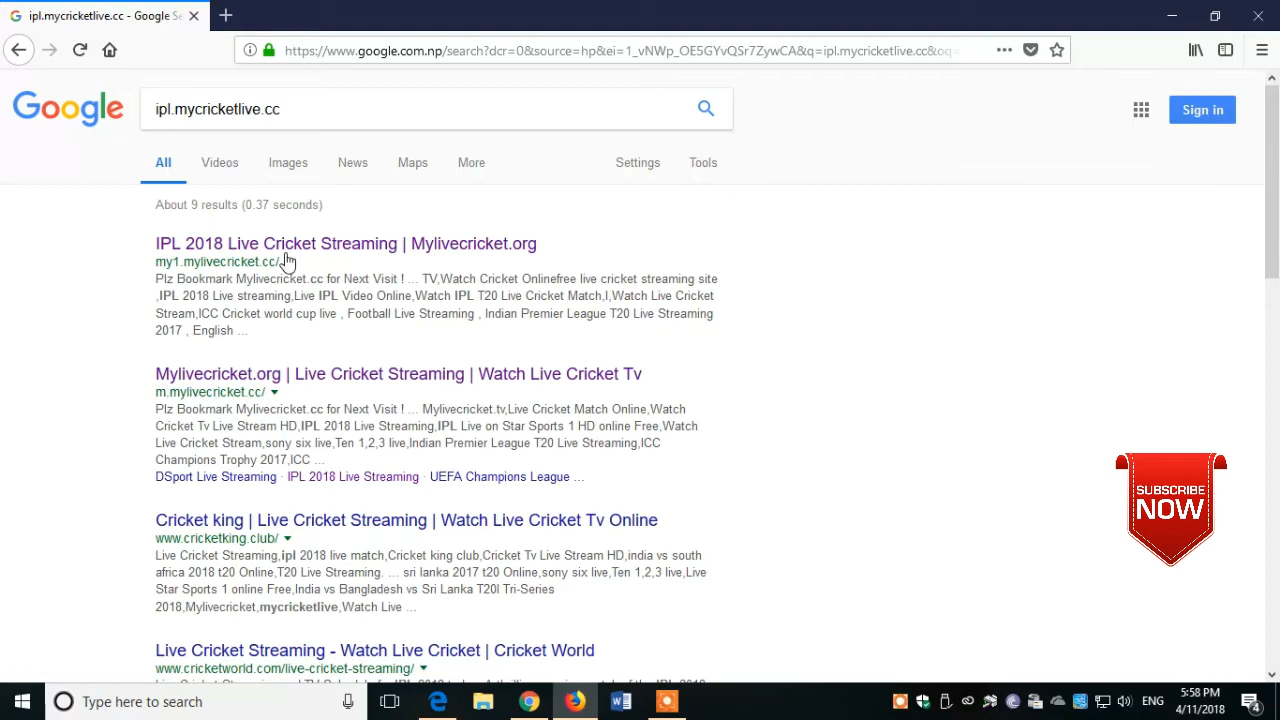 ipl.mycricketlive.cc - Google Se
https://www.google.com.np/search?dcr=0&source=hp&ei=1_vNWp_OE5GYvQSr7ZywCA&q=ipl.mycricketlive.cc&oq=
Google
ipl.mycricketlive.cc
Sign in
All Videos Images News Maps More Settings Tools
About 9 results (0.37 seconds)
IPL 2018 Live Cricket Streaming | Mylivecricket.org
my1.mylivecricket.cc/
Plz Bookmark Mylivecricket.cc for Next Visit ! ... TV,Watch Cricket Onlinefree live cricket streaming site
,IPL 2018 Live streaming,Live IPL Video Online,Watch IPL T20 Live Cricket Match,l,Watch Live Cricket
Stream,ICC Cricket world cup live , Football Live Streaming , Indian Premier League T20 Live Streaming
2017 , English ...
Mylivecricket.org | Live Cricket Streaming | Watch Live Cricket Tv
m.mylivecricket.cc/
Plz Bookmark Mylivecricket.cc for Next Visit ! ... Mylivecricket.tv,Live Cricket Match Online,Watch
Cricket Tv Live Stream HD,IPL 2018 Live Streaming,IPL Live on Star Sports 1 HD online Free,Watch
Live Cricket Stream,sony six live,Ten 1,2,3 live,Indian Premier League T20 Live Streaming,ICC
Champions Trophy 2017,ICC ...
DSport Live Streaming · IPL 2018 Live Streaming · UEFA Champions League ...
Cricket king | Live Cricket Streaming | Watch Live Cricket Tv Online
www.cricketking.club/
Live Cricket Streaming,ipl 2018 live match,Cricket king club,Cricket Tv Live Stream HD,india vs south
africa 2018 t20 Online,T20 Live Streaming. ... sri lanka 2017 t20 Online,sony six live,Ten 1,2,3 live,Live
Star Sports 1 online Free,India vs Bangladesh vs Sri Lanka T20I Tri-Series
2018,Mylivecricket,mycricketlive,Watch Live ...
SUBSCRIBE
NOW
Live Cricket Streaming - Watch Live Cricket | Cricket World
www.cricketworld.com/live-cricket-streaming/
Type here to search
ENG
5:58 PM
4/11/2018
4